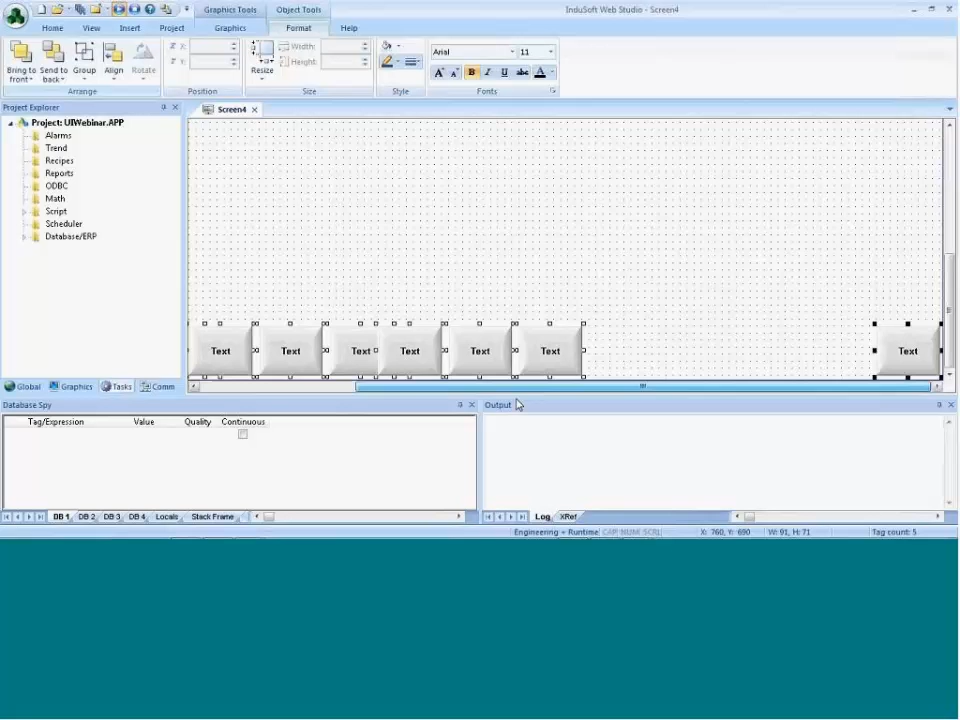 Graphics Tools Object Tools InduSoft Web Studio - Screen4
Home View Insert Project Graphics Format Help
X: Width: Arial 11
Y: Height:
Bring to front Send to back Group Align Rotate Resize A A B I U abc A
Arrange Position Size Style Fonts
Project Explorer Screen4
Project: UIWebinar.APP
Alarms
Trend
Recipes
Reports
ODBC
Math
Script
Scheduler
Database/ERP
Text Text Text Text Text Text Text
Global Graphics Tasks Comm
Database Spy Output
Tag/Expression Value Quality Continuous
DB 1 DB 2 DB 3 DB 4 Locals Stack Frame Log XRef
Engineering + Runtime CAP NUM SCRL X: 760, Y: 690 W: 91, H: 71 Tag count: 5